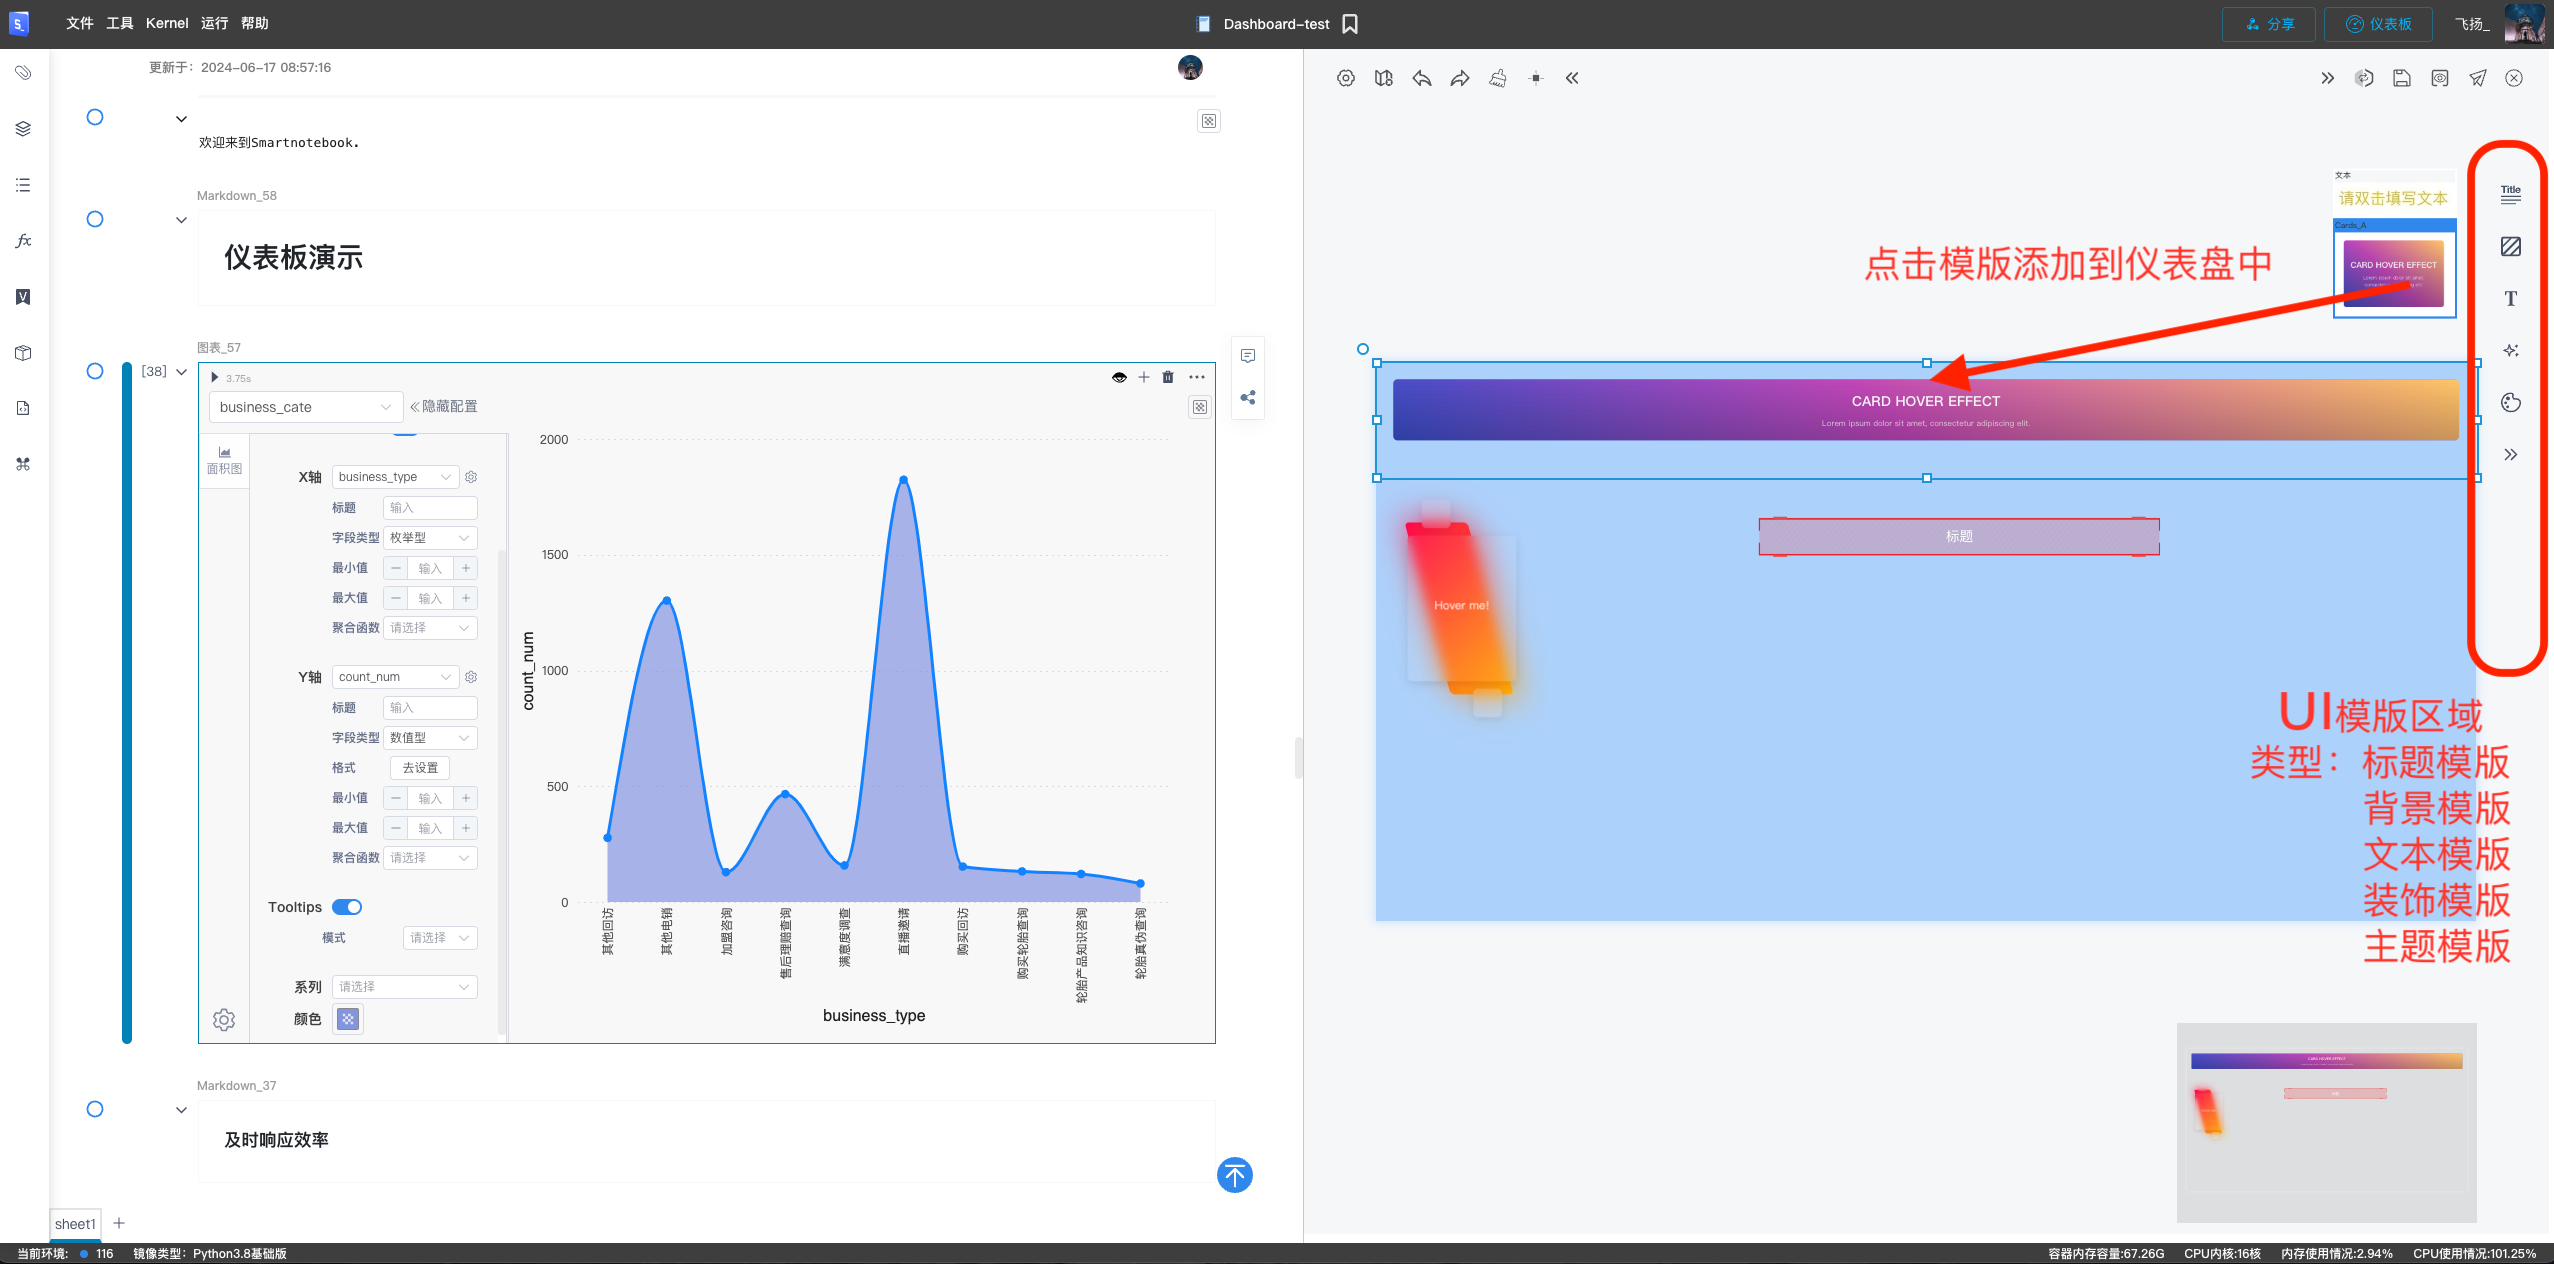 文件 工具 Kernel 运行 帮助
Dashboard-test
分享 仪表板 飞扬_
更新于：2024-06-17 08:57:16
欢迎来到Smartnotebook.
Markdown_58
仪表板演示
图表_57
[38]
3.75s
business_cate
隐藏配置
面积图
X轴 business_type
标题 输入
字段类型 枚举型
最小值 输入
最大值 输入
聚合函数 请选择
Y轴 count_num
标题 输入
字段类型 数值型
格式 去设置
最小值 输入
最大值 输入
聚合函数 请选择
Tooltips
模式 请选择
系列 请选择
颜色
2000
1500
1000
500
0
count_num
其他回访
其他电销
加盟咨询
售后理赔查询
满意度调查
直播邀请
购买回访
购买轮胎查询
轮胎产品知识咨询
轮胎真伪查询
business_type
Markdown_37
及时响应效率
sheet1
文本
请双击填写文本
Cards_A
CARD HOVER EFFECT
Title
T
点击模版添加到仪表盘中
CARD HOVER EFFECT
Lorem ipsum dolor sit amet, consectetur adipiscing elit.
标题
Hover me!
UI模版区域
类型：标题模版
背景模版
文本模版
装饰模版
主题模版
当前环境: 116 镜像类型：Python3.8基础版
容器内存容量:67.26G CPU内核:16核 内存使用情况:2.94% CPU使用情况:101.25%